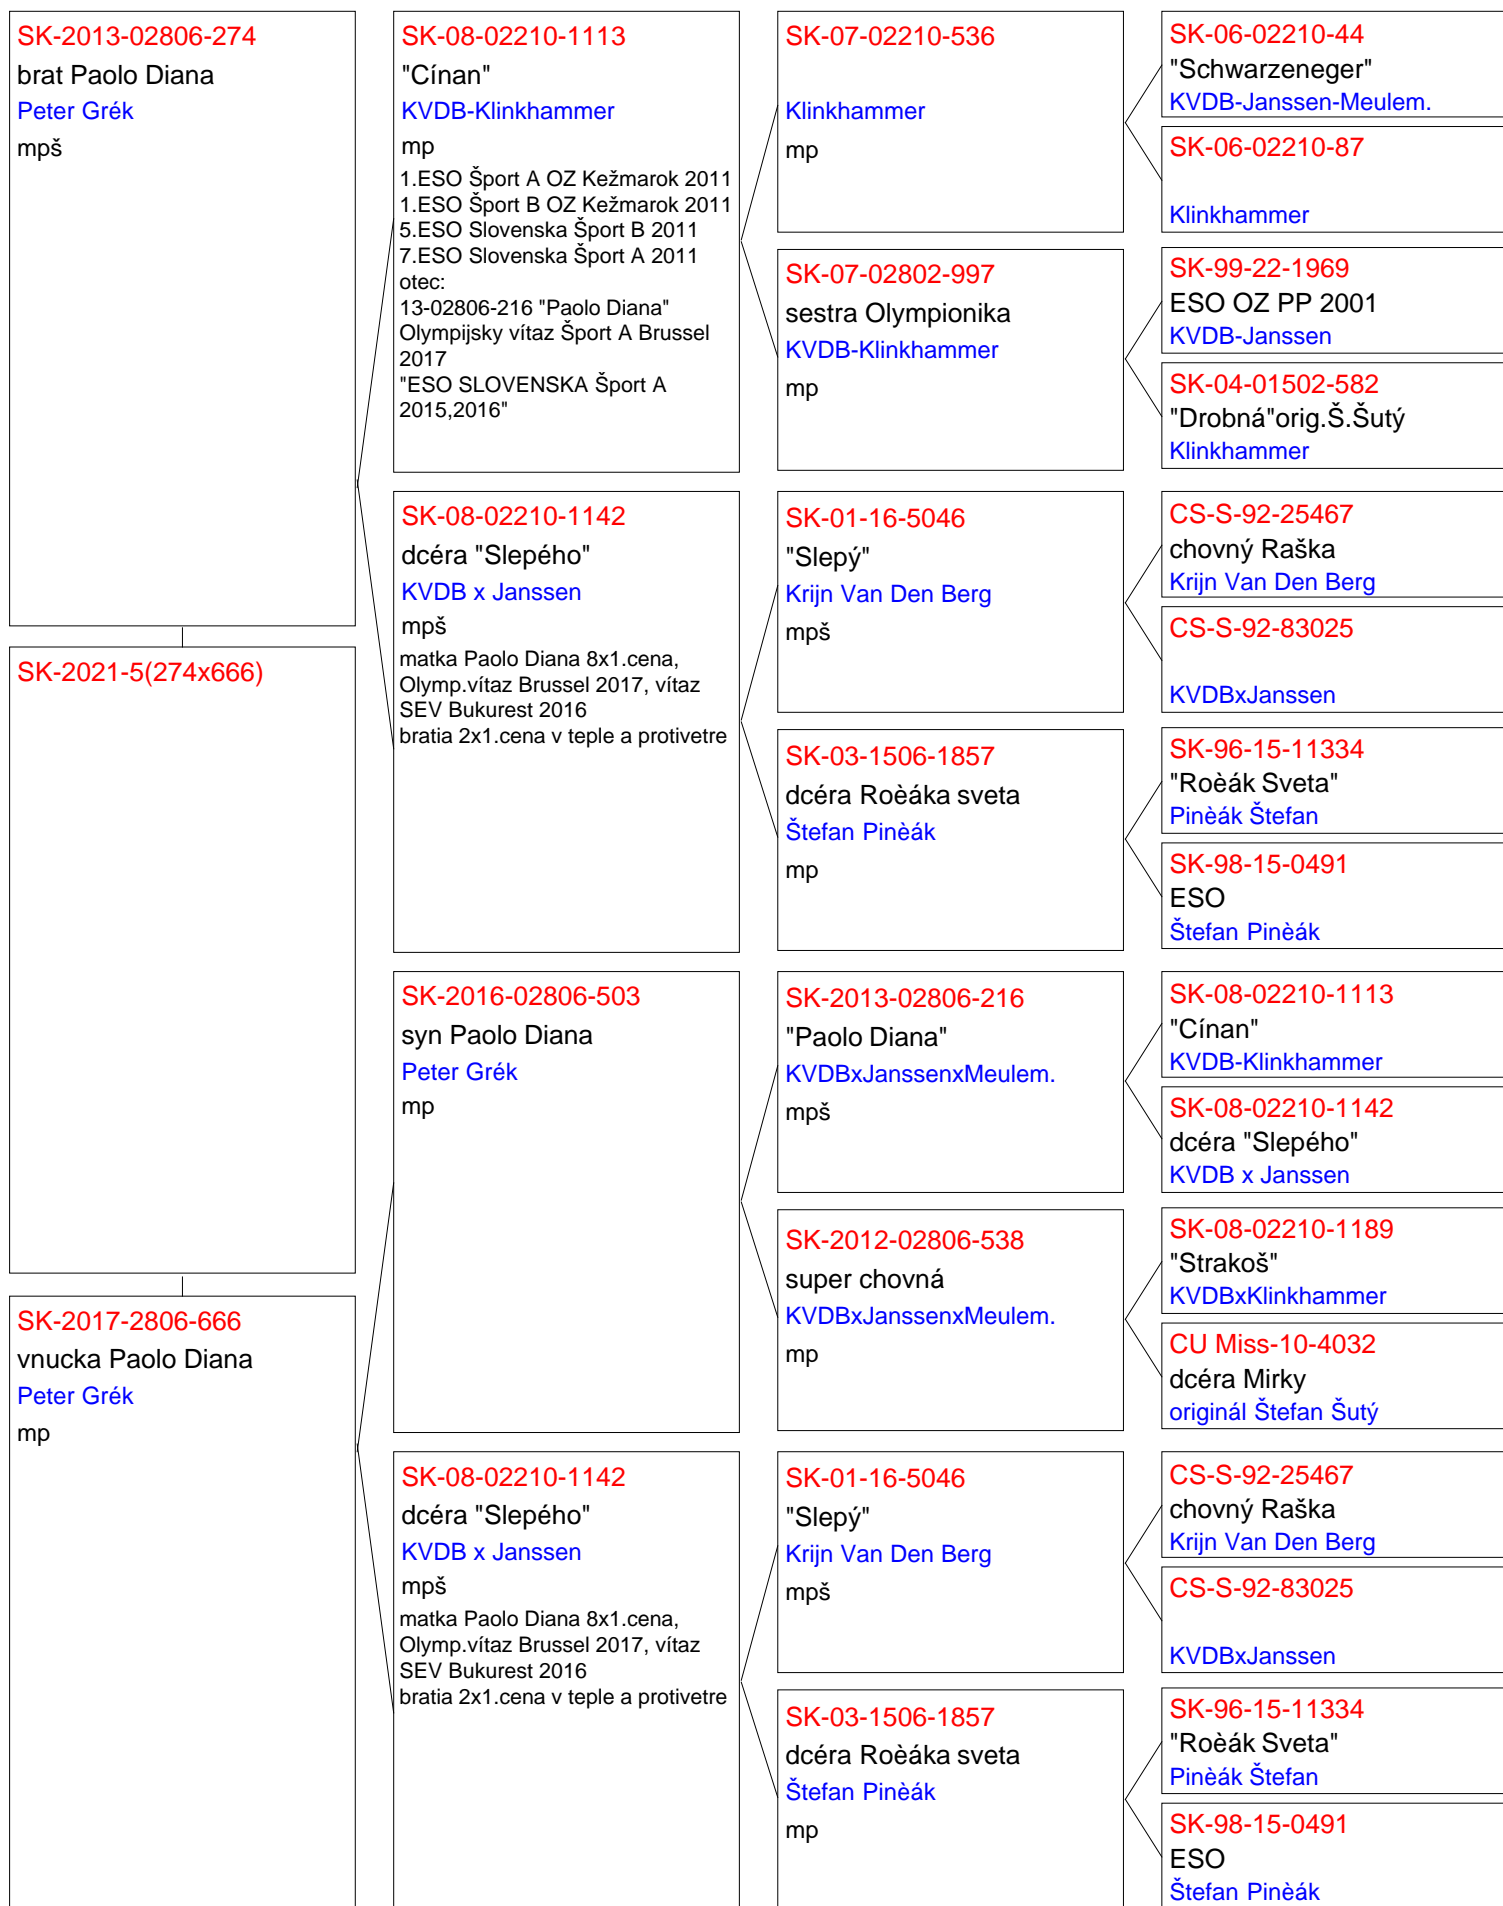 SK-2013-02806-274
brat Paolo Diana
Peter Grék
mpš
SK-2021-5(274x666)
SK-2017-2806-666
vnucka Paolo Diana
Peter Grék
mp
SK-08-02210-1113
"Cínan"
KVDB-Klinkhammer
mp
1.ESO Šport A OZ Kežmarok 2011
1.ESO Šport B OZ Kežmarok 2011
5.ESO Slovenska Šport B 2011
7.ESO Slovenska Šport A 2011
otec:
13-02806-216 "Paolo Diana"
Olympijsky vítaz Šport A Brussel
2017
"ESO SLOVENSKA Šport A
2015,2016"
SK-08-02210-1142
dcéra "Slepého"
KVDB x Janssen
mpš
matka Paolo Diana 8x1.cena,
Olymp.vítaz Brussel 2017, vítaz
SEV Bukurest 2016
bratia 2x1.cena v teple a protivetre
SK-2016-02806-503
syn Paolo Diana
Peter Grék
mp
SK-08-02210-1142
dcéra "Slepého"
KVDB x Janssen
mpš
matka Paolo Diana 8x1.cena,
Olymp.vítaz Brussel 2017, vítaz
SEV Bukurest 2016
bratia 2x1.cena v teple a protivetre
SK-07-02210-536
Klinkhammer
mp
SK-07-02802-997
sestra Olympionika
KVDB-Klinkhammer
mp
SK-01-16-5046
"Slepý"
Krijn Van Den Berg
mpš
SK-03-1506-1857
dcéra Roèáka sveta
Štefan Pinèák
mp
SK-2013-02806-216
"Paolo Diana"
KVDBxJanssenxMeulem.
mpš
SK-2012-02806-538
super chovná
KVDBxJanssenxMeulem.
mp
SK-01-16-5046
"Slepý"
Krijn Van Den Berg
mpš
SK-03-1506-1857
dcéra Roèáka sveta
Štefan Pinèák
mp
SK-06-02210-44
"Schwarzeneger"
KVDB-Janssen-Meulem.
SK-06-02210-87
Klinkhammer
SK-99-22-1969
ESO OZ PP 2001
KVDB-Janssen
SK-04-01502-582
"Drobná"orig.Š.Šutý
Klinkhammer
CS-S-92-25467
chovný Raška
Krijn Van Den Berg
CS-S-92-83025
KVDBxJanssen
SK-96-15-11334
"Roèák Sveta"
Pinèák Štefan
SK-98-15-0491
ESO
Štefan Pinèák
SK-08-02210-1113
"Cínan"
KVDB-Klinkhammer
SK-08-02210-1142
dcéra "Slepého"
KVDB x Janssen
SK-08-02210-1189
"Strakoš"
KVDBxKlinkhammer
CU Miss-10-4032
dcéra Mirky
originál Štefan Šutý
CS-S-92-25467
chovný Raška
Krijn Van Den Berg
CS-S-92-83025
KVDBxJanssen
SK-96-15-11334
"Roèák Sveta"
Pinèák Štefan
SK-98-15-0491
ESO
Štefan Pinèák